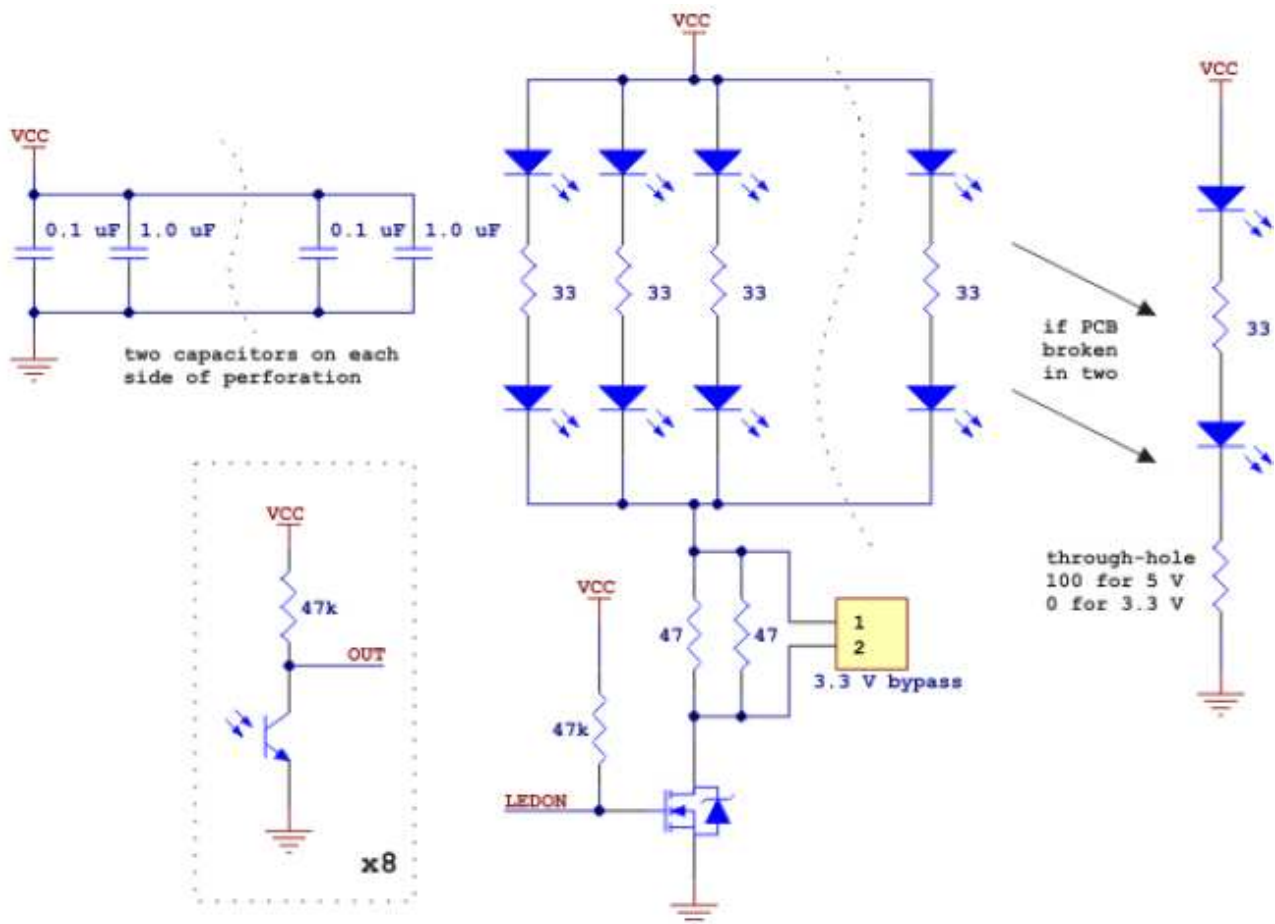 VCC
0.1 uF
1.0 uF
0.1 uF
1.0 uF
two capacitors on each
side of perforation
VCC
33
33
33
33
if PCB
broken
in two
VCC
33
through-hole
100 for 5 V
0 for 3.3 V
VCC
47k
OUT
x8
VCC
47k
LEDON
47
47
1
2
3.3 V bypass